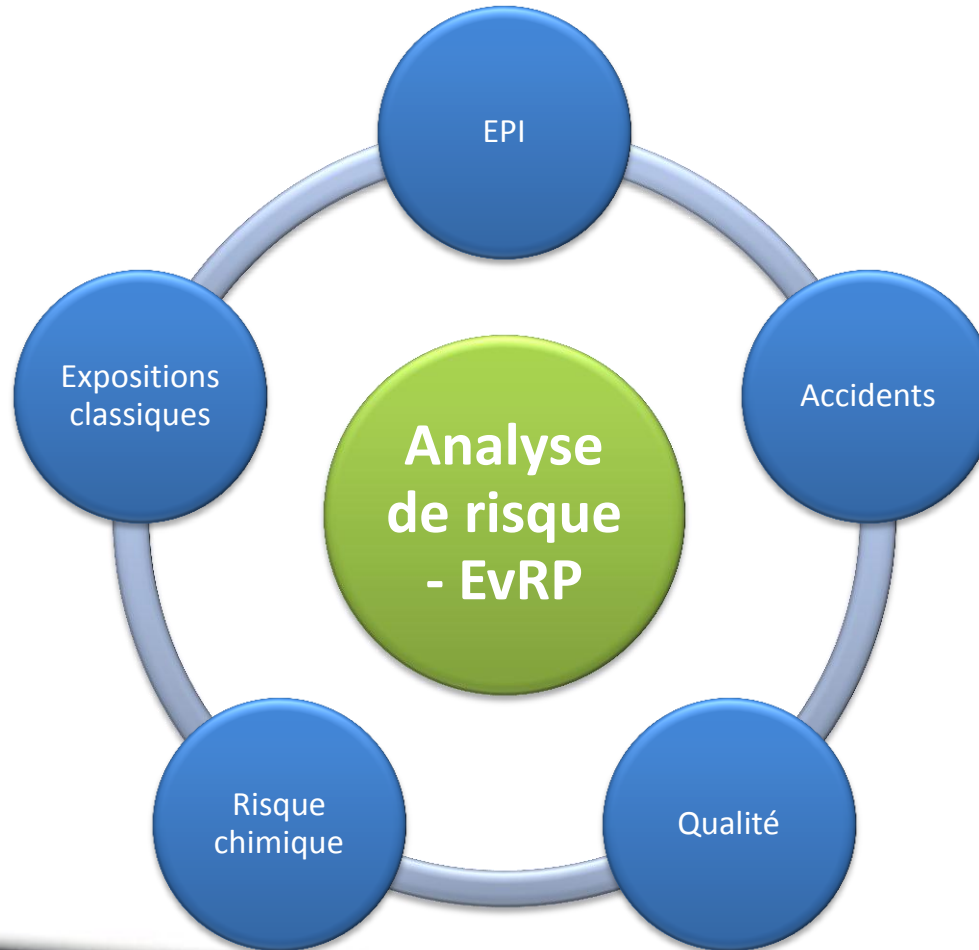 EPI
Accidents
Qualité
Risque
chimique
Expositions
classiques
Analyse
de risque
- EvRP